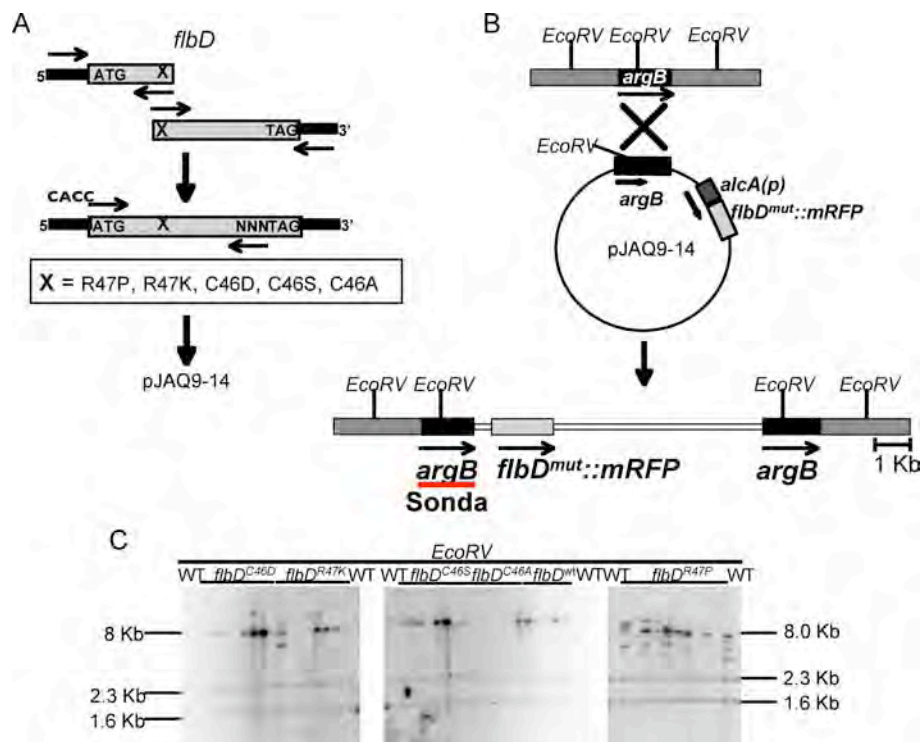 A
flbD
5 ATG X
X TAG 3'
CACC
5 ATG X NNNTAG 3'
X = R47P, R47K, C46D, C46S, C46A
pJAQ9-14
B
EcoRV EcoRV EcoRV
argB
EcoRV
argB
alcA(p)
flbDmut::mRFP
pJAQ9-14
EcoRV EcoRV EcoRV EcoRV
argB flbDmut::mRFP argB
1 Kb
Sonda
C
EcoRV
WT flbDC46D flbDR47K WT WT flbDC46S flbDC46A flbDwt WT WT flbDR47P WT
8 Kb 8.0 Kb
2.3 Kb 2.3 Kb
1.6 Kb 1.6 Kb